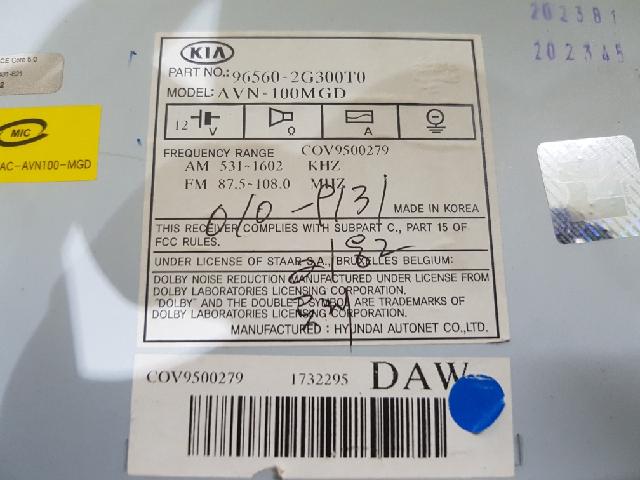 202381
202345
CE Core 6.0
MIC
AC-AVN100-MGD
KIA
PART NO.: 96560-2G300T0
MODEL: AVN-100MGD
12 V
Ω
A
FREQUENCY RANGE COV9500279
AM 531-1602 KHZ
FM 87.5-108.0 MHZ
010-9131
MADE IN KOREA
THIS RECEIVER COMPLIES WITH SUBPART C., PART 15 OF
FCC RULES.
UNDER LICENSE OF STAAR S.A., BRUXELLES BELGIUM:
DOLBY NOISE REDUCTION MANUFACTURED UNDER LICENSE FROM
DOLBY LABORATORIES LICENSING CORPORATION.
"DOLBY" AND THE DOUBLE-D SYMBOL ARE TRADEMARKS OF
DOLBY LABORATORIES LICENSING CORPORATION.
MANUFACTURED : HYUNDAI AUTONET CO.,LTD.
COV9500279 1732295 DAW